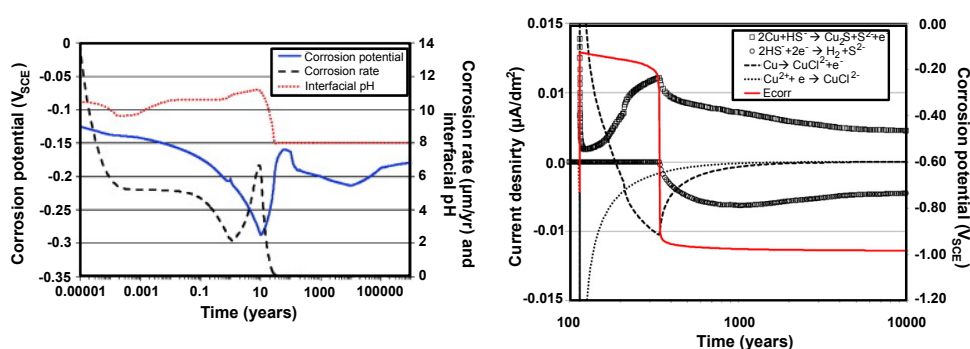 0
-0.05
-0.1
-0.15
-0.2
-0.25
-0.3
-0.35
Corrosion potential (VSCE)
14
12
10
8
6
4
2
0
Corrosion rate (μm/yr) and
interfacial pH
Corrosion potential
Corrosion rate
Interfacial pH
0.00001
0.001
0.1
10
1000
100000
Time (years)
0.015
0.01
0.0
-0.01
-0.015
Current desnirty (μA/dm2)
0.00
-0.20
-0.40
-0.60
-0.80
-1.00
-1.20
Corrosion potential (VSCE)
2Cu+HS-→ Cu2S+S2-+e
2HS-+2e- → H2+S2-
Cu→ CuCl2-+e-
Cu2++ e → CuCl2-
Ecorr
100
1000
10000
Time (years)